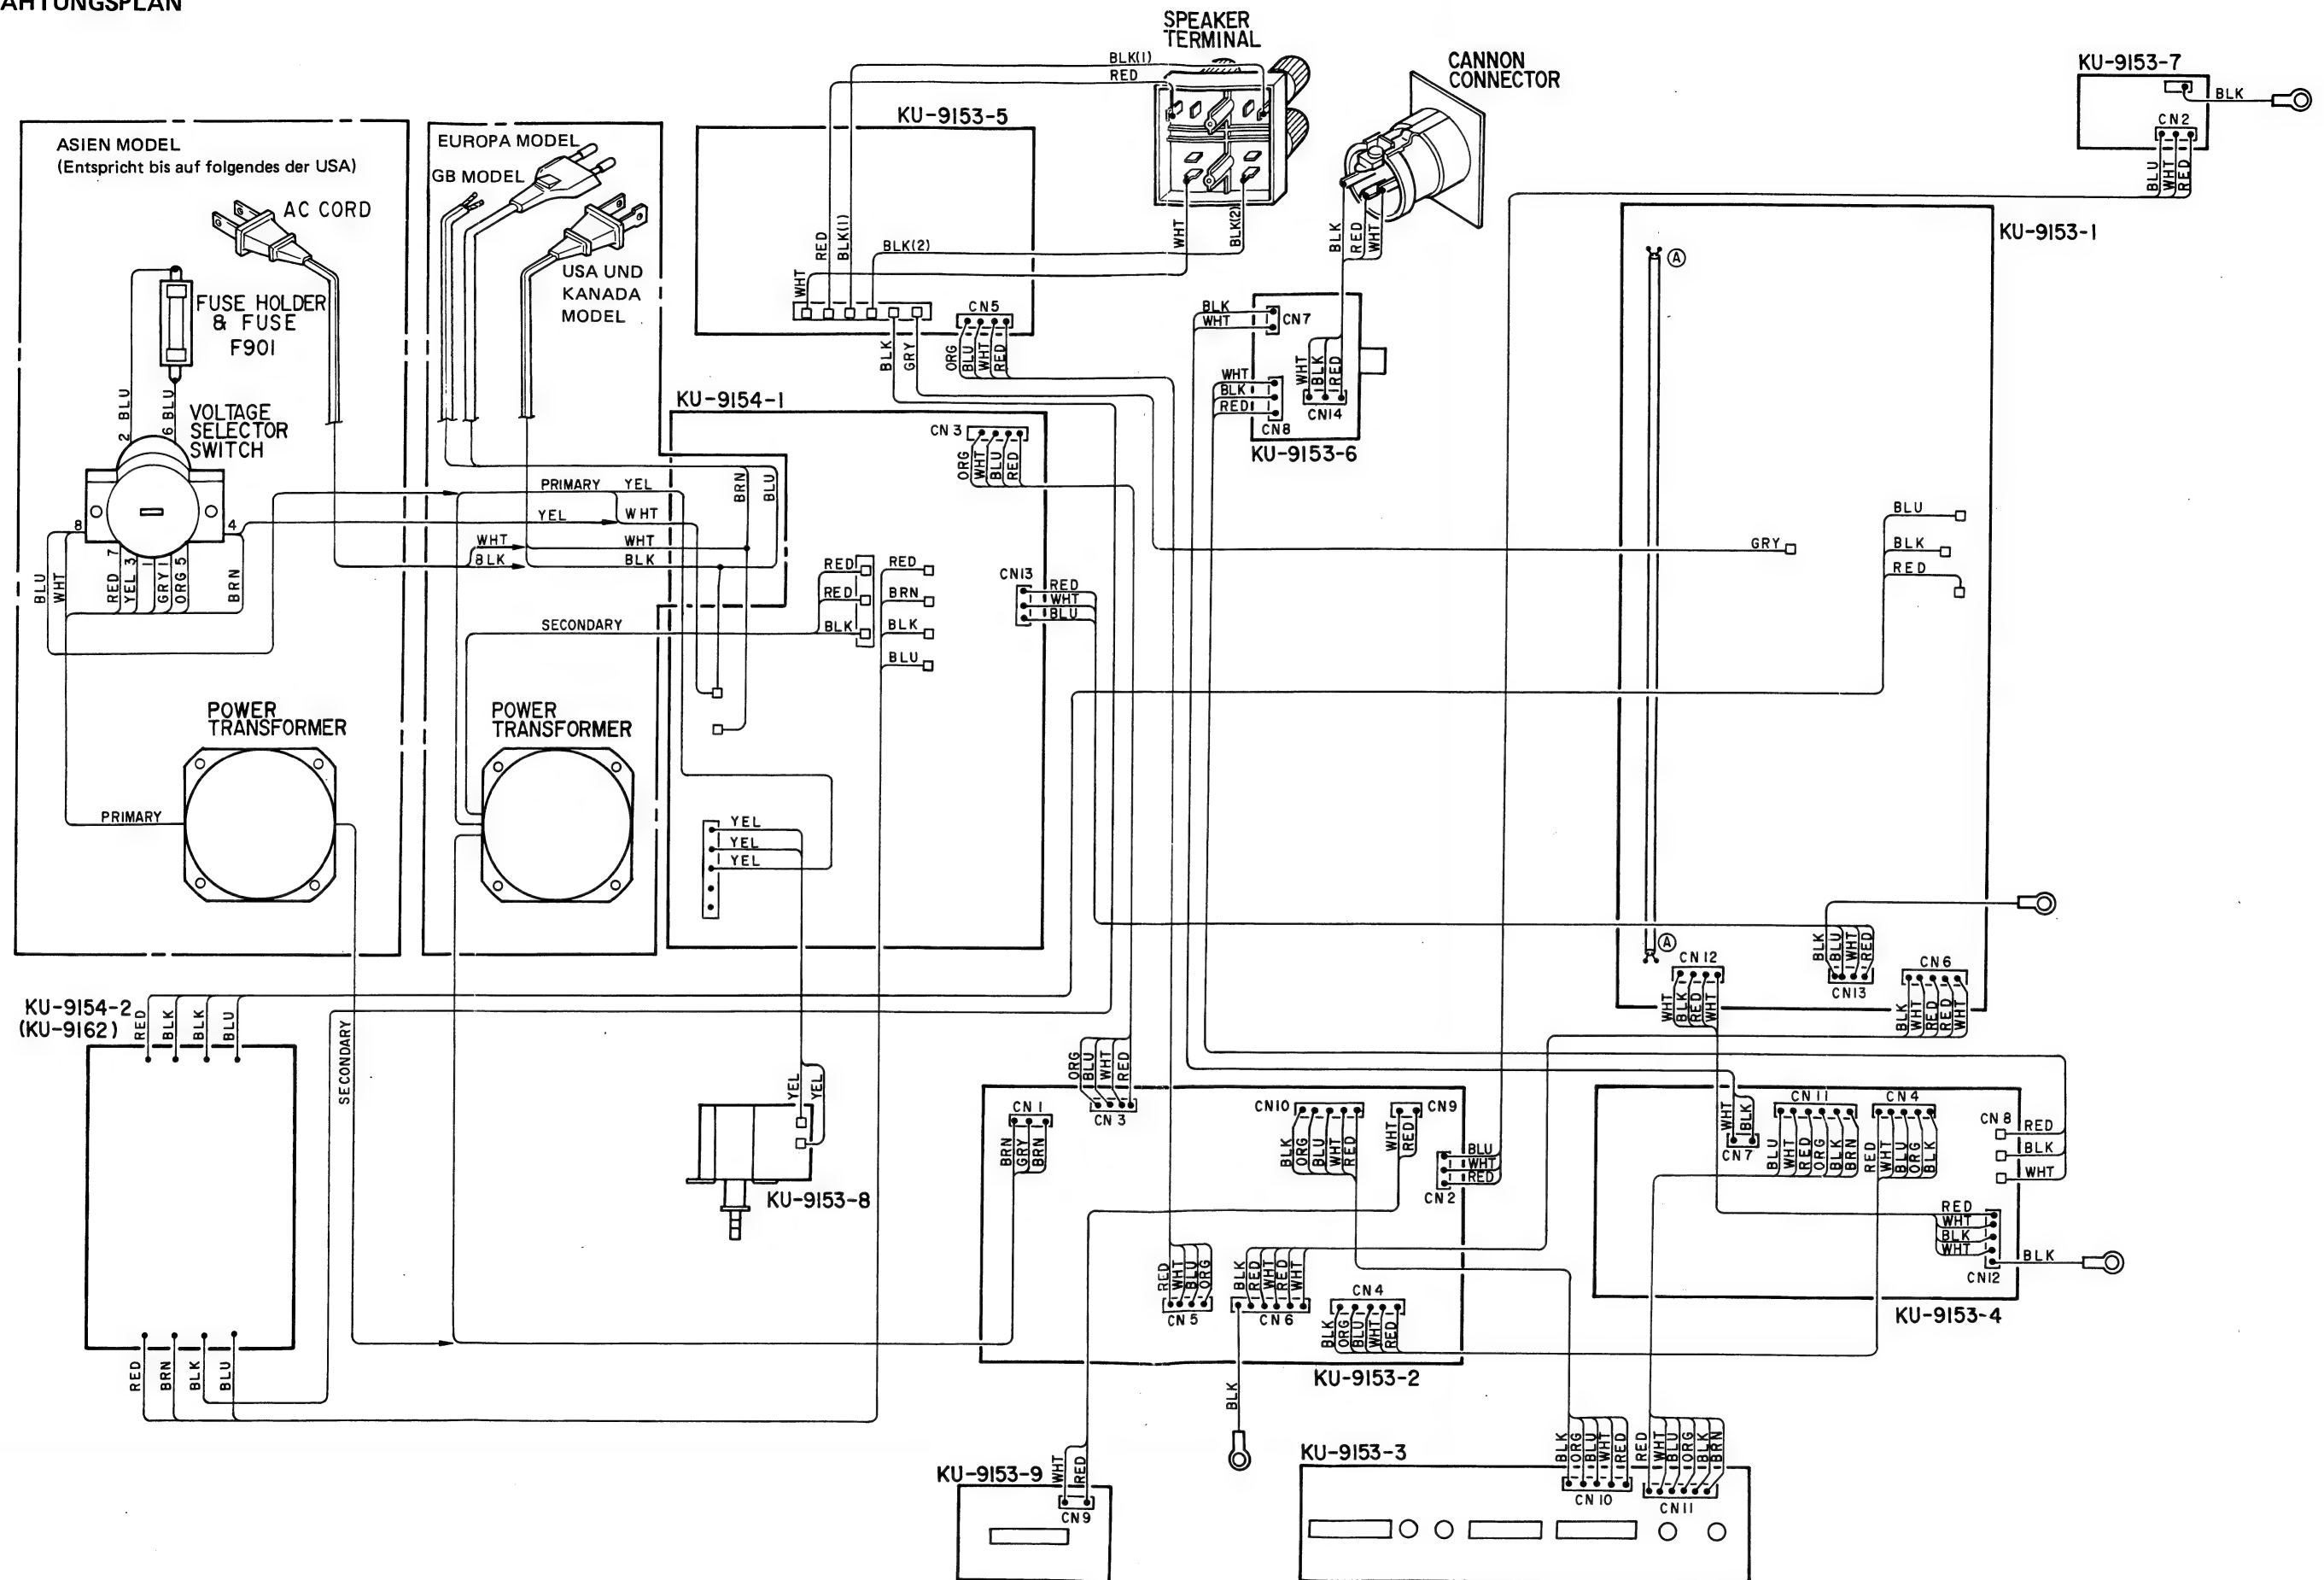 AHTUNGSPLAN
ASIEN MODEL
(Entspricht bis auf folgendes der USA)
AC CORD
FUSE HOLDER
& FUSE
F901
2 BLU
6 BLU
VOLTAGE
SELECTOR
SWITCH
8
4
7
RED
YEL 3
1
GRY 1
ORG 5
BRN
BLU
WHT
POWER
TRANSFORMER
PRIMARY
EUROPA MODEL
GB MODEL
USA UND
KANADA
MODEL
PRIMARY
YEL
YEL
WHT
WHT
BLK
WHT
BLK
BRN
BLU
SECONDARY
POWER
TRANSFORMER
KU-9153-5
WHT
RED
BLK(1)
BLK(2)
BLK
GRY
CN5
ORG
BLU
WHT
RED
BLK(1)
RED
SPEAKER
TERMINAL
WHT
BLK(2)
CANNON
CONNECTOR
BLK
RED
WHT
BLK
WHT
CN7
WHT
BLK
RED
CN8
WHT
BLK
RED
CN14
KU-9153-6
KU-9153-7
BLK
CN2
BLU
WHT
RED
KU-9153-1
A
GRY
BLU
BLK
RED
A
CN12
WHT
BLK
RED
WHT
BLK
BLU
WHT
RED
CN13
CN6
BLK
WHT
RED
RED
WHT
KU-9154-1
CN3
ORG
WHT
BLU
RED
RED
RED
BLK
RED
BRN
BLK
BLU
CN13
RED
WHT
BLU
YEL
YEL
YEL
KU-9154-2
(KU-9162)
RED
BLK
BLK
BLU
RED
BRN
BLK
BLU
SECONDARY
YEL
YEL
KU-9153-8
ORG
BLU
WHT
RED
CN3
CN1
BRN
GRY
BRN
CN10
BLK
ORG
BLU
WHT
RED
CN9
WHT
RED
BLU
WHT
RED
CN2
RED
WHT
BLU
ORG
CN5
BLK
RED
WHT
RED
WHT
CN6
CN4
BLK
ORG
BLU
WHT
RED
KU-9153-2
BLK
WHT
BLK
CN7
CN11
BLU
WHT
RED
ORG
BLK
BRN
CN4
RED
WHT
BLU
ORG
BLK
CN8
RED
BLK
WHT
RED
WHT
BLK
WHT
CN12
BLK
KU-9153-4
KU-9153-9
WHT
RED
CN9
KU-9153-3
BLK
ORG
BLU
WHT
RED
CN10
RED
WHT
BLU
ORG
BLK
BRN
CN11